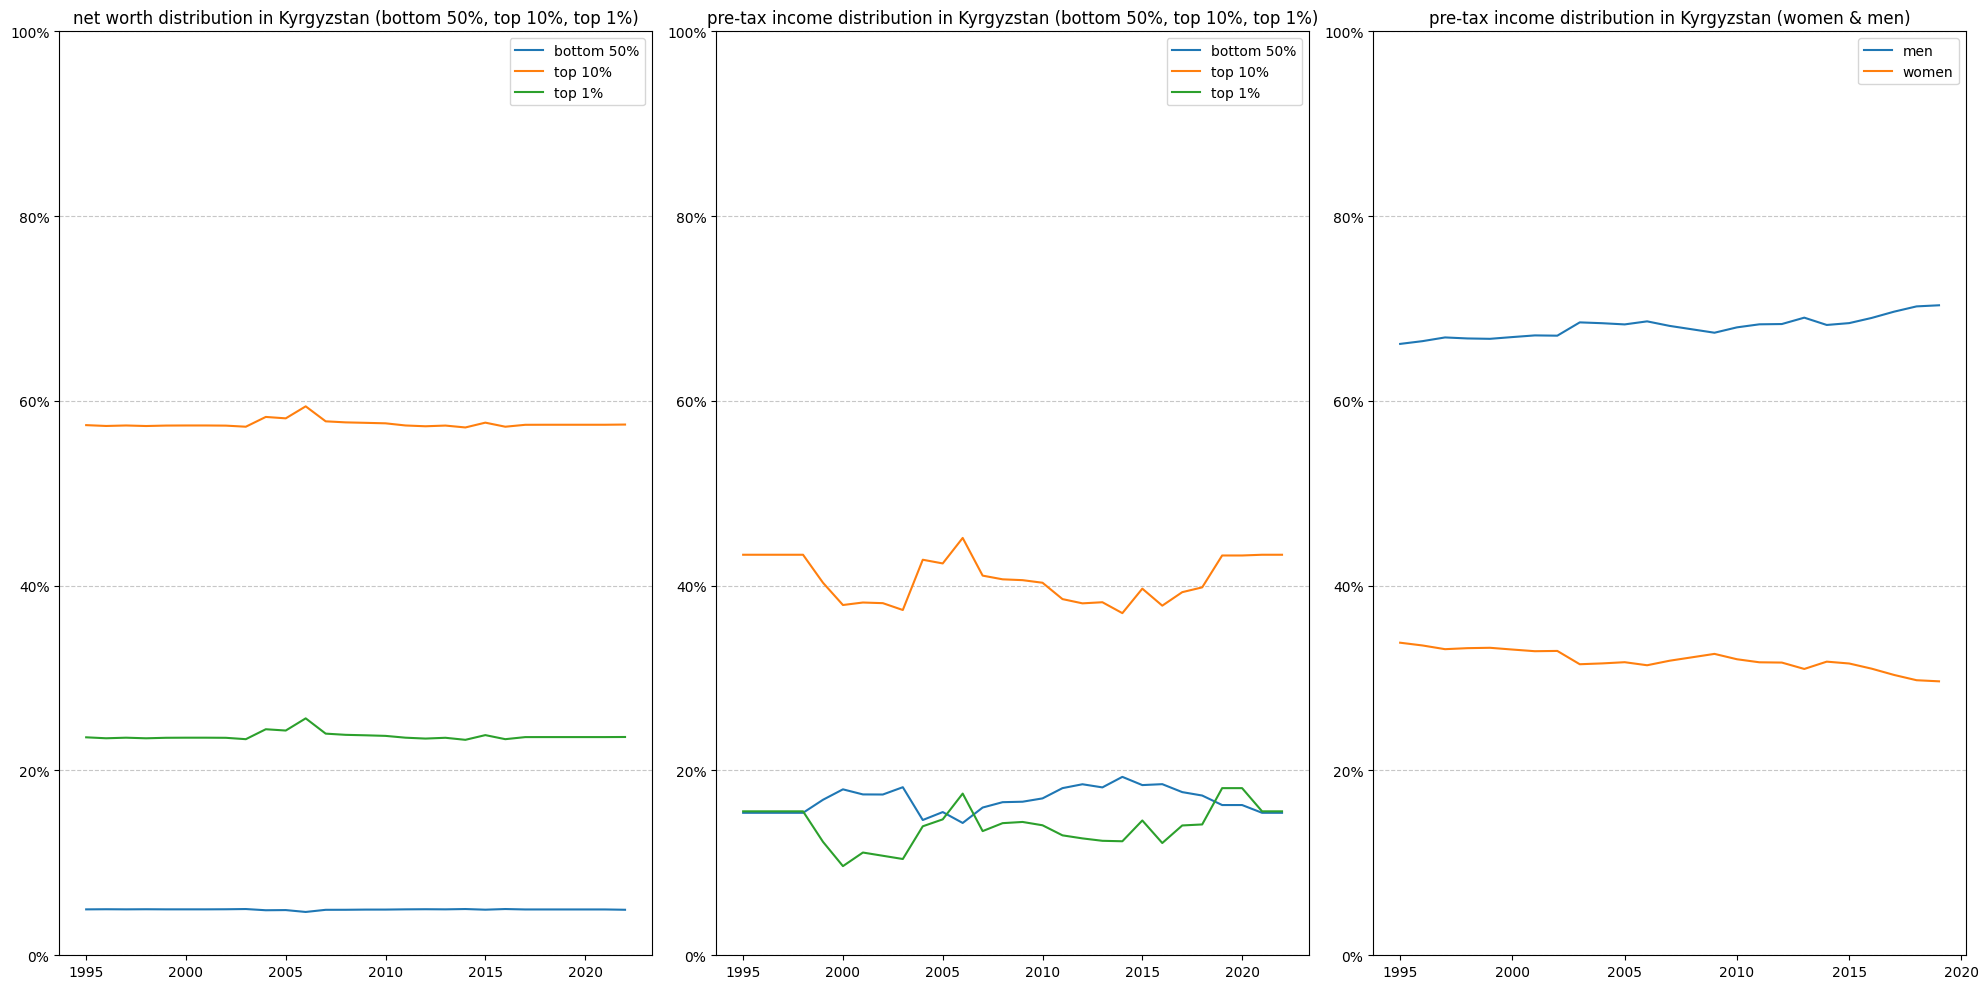 net worth distribution in Kyrgyzstan (bottom 50%, top 10%, top 1%)
100%
80%
60%
40%
20%
0%
1995 2000 2005 2010 2015 2020
bottom 50%
top 10%
top 1%
pre-tax income distribution in Kyrgyzstan (bottom 50%, top 10%, top 1%)
100%
80%
60%
40%
20%
0%
1995 2000 2005 2010 2015 2020
bottom 50%
top 10%
top 1%
pre-tax income distribution in Kyrgyzstan (women & men)
100%
80%
60%
40%
20%
0%
1995 2000 2005 2010 2015 2020
men
women